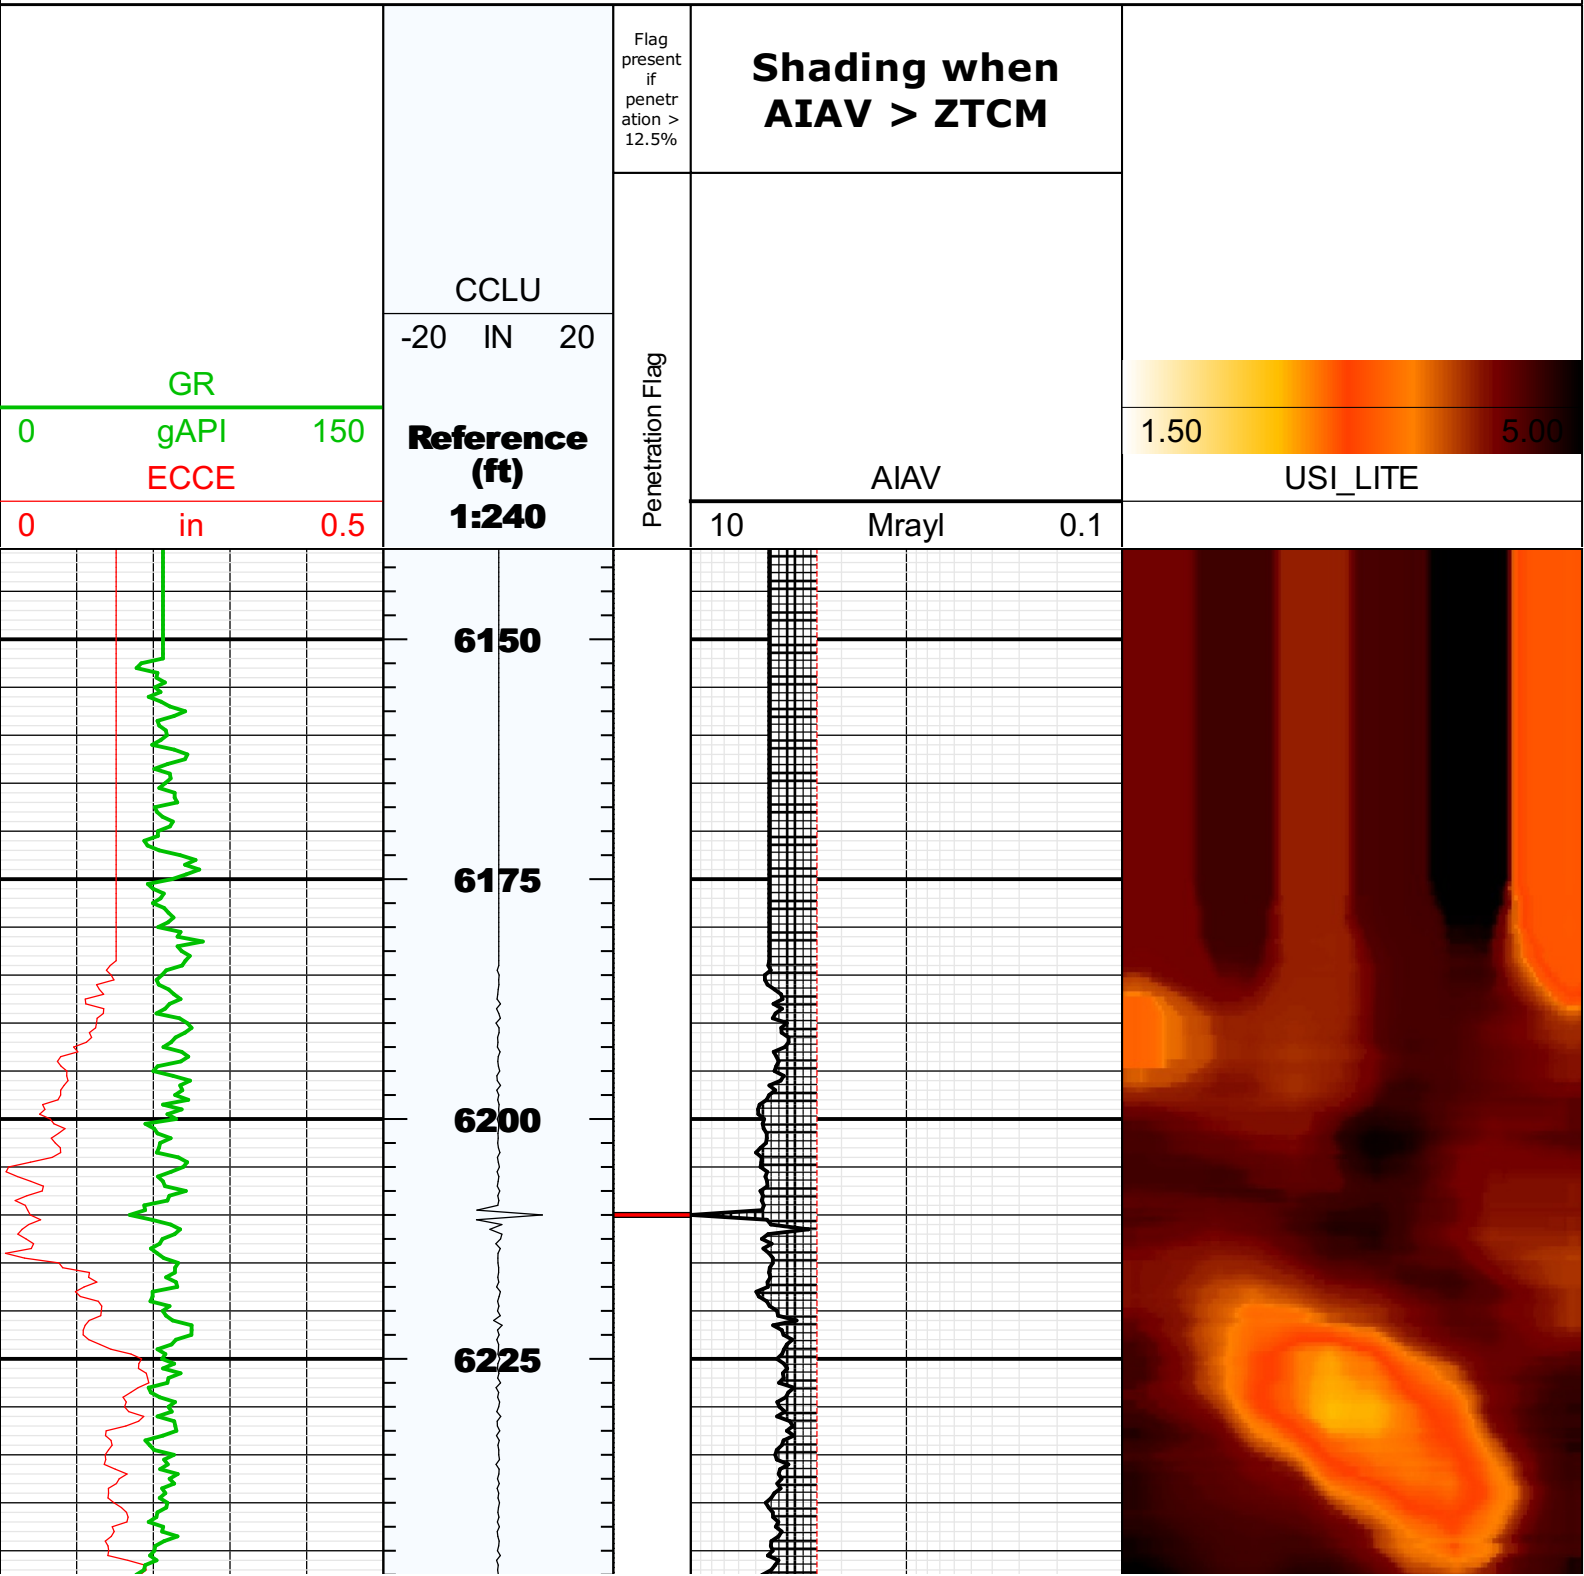 Flag
present
if
penetr
ation >
12.5%
Shading when
AIAV > ZTCM
CCLU
-20 IN 20
GR
0 gAPI 150
ECCE
0 in 0.5
Reference
(ft)
1:240
Penetration Flag
AIAV
10 Mrayl 0.1
1.50 5.00
USI_LITE
6150
6175
6200
6225